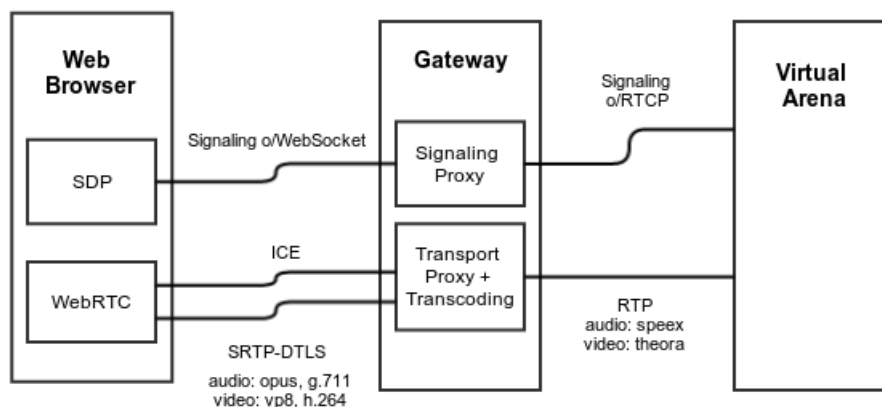 Web
Browser
SDP
WebRTC
Signaling o/WebSocket
ICE
SRTP-DTLS
audio: opus, g.711
video: vp8, h.264
Gateway
Signaling
Proxy
Transport
Proxy +
Transcoding
Signaling
o/RTCP
RTP
audio: speex
video: theora
Virtual
Arena